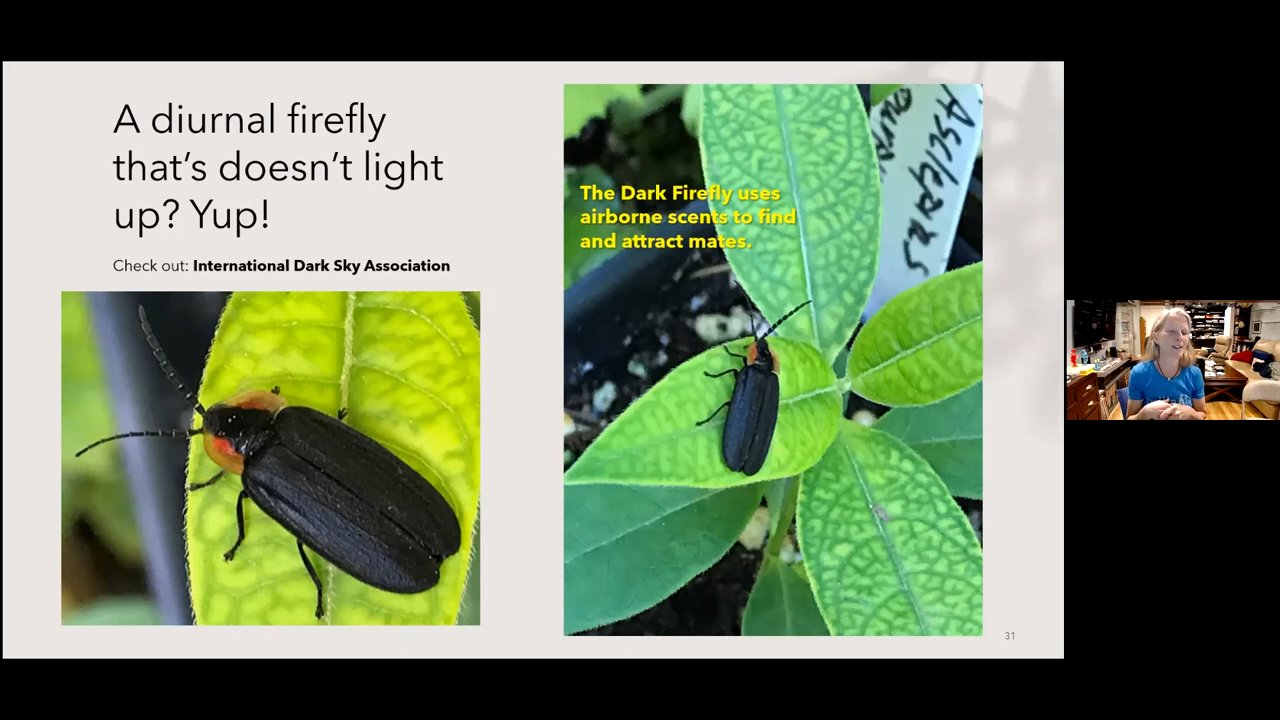 A diurnal firefly
that's doesn't light
up? Yup!
Check out: International Dark Sky Association
The Dark Firefly uses
airborne scents to find
and attract mates.
Asclepias
31